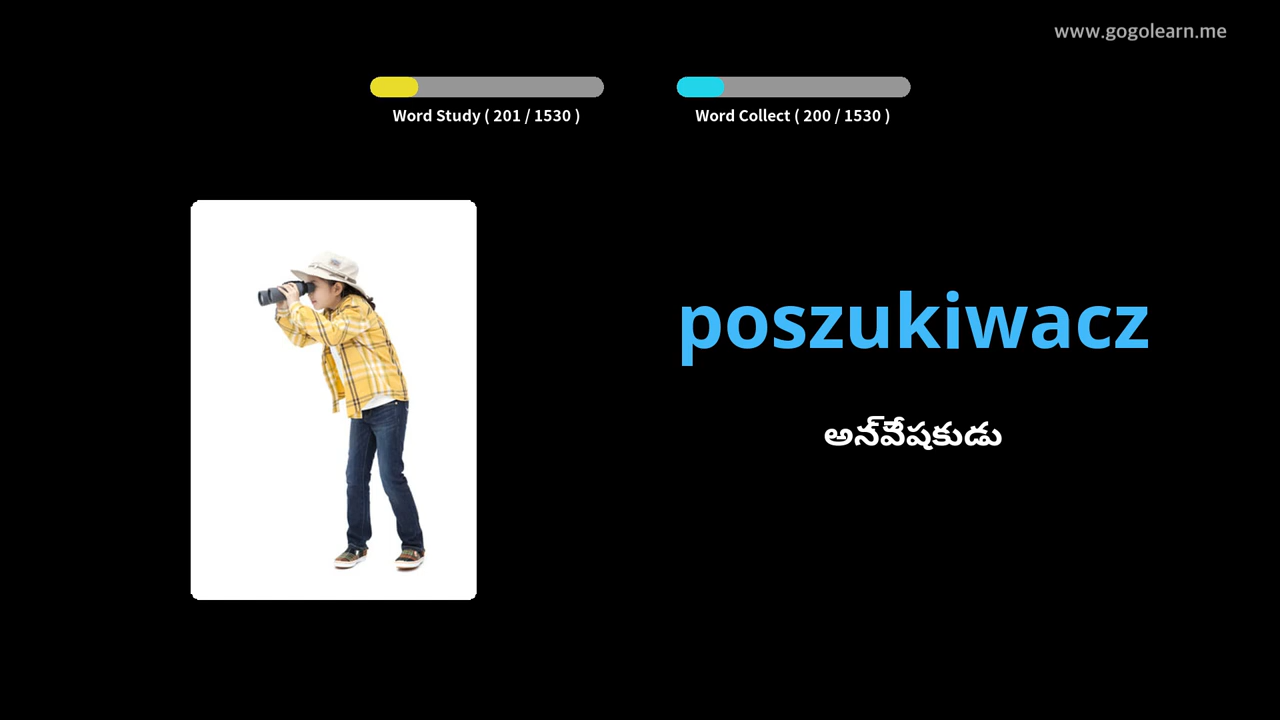 www.gogolearn.me
Word Study ( 201 / 1530 )
Word Collect ( 200 / 1530 )
poszukiwacz
అన్‌వేషకుడు